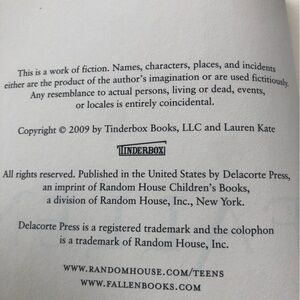 This is a work of fiction. Names, characters, places, and incidents
either are the product of the author's imagination or are used fictitiously.
Any resemblance to actual persons, living or dead, events,
or locales is entirely coincidental.
Copyright © 2009 by Tinderbox Books, LLC and Lauren Kate
TINDERBOX
All rights reserved. Published in the United States by Delacorte Press,
an imprint of Random House Children's Books,
a division of Random House, Inc., New York.
Delacorte Press is a registered trademark and the colophon
is a trademark of Random House, Inc.
WWW.RANDOMHOUSE.COM/TEENS
WWW.FALLENBOOKS.COM